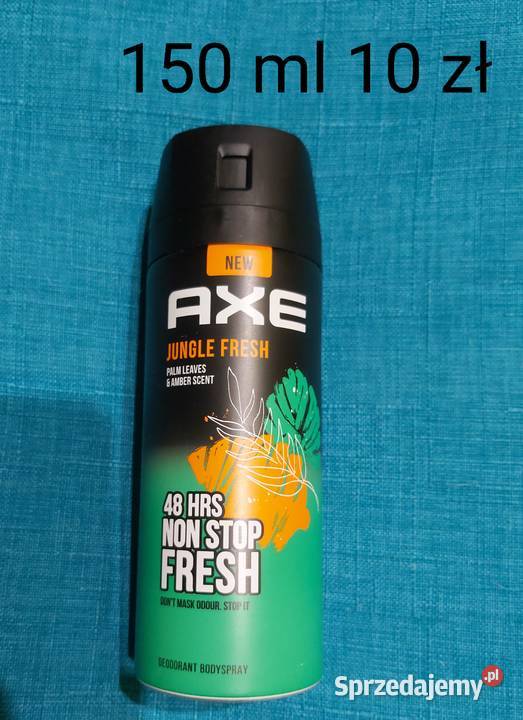 150 ml 10 zł
NEW
AXE
JUNGLE FRESH
PALM LEAVES
& AMBER SCENT
48 HRS
NON STOP
FRESH
DON'T MASK ODOUR. STOP IT
DEODORANT BODYSPRAY
Sprzedajemy.pl